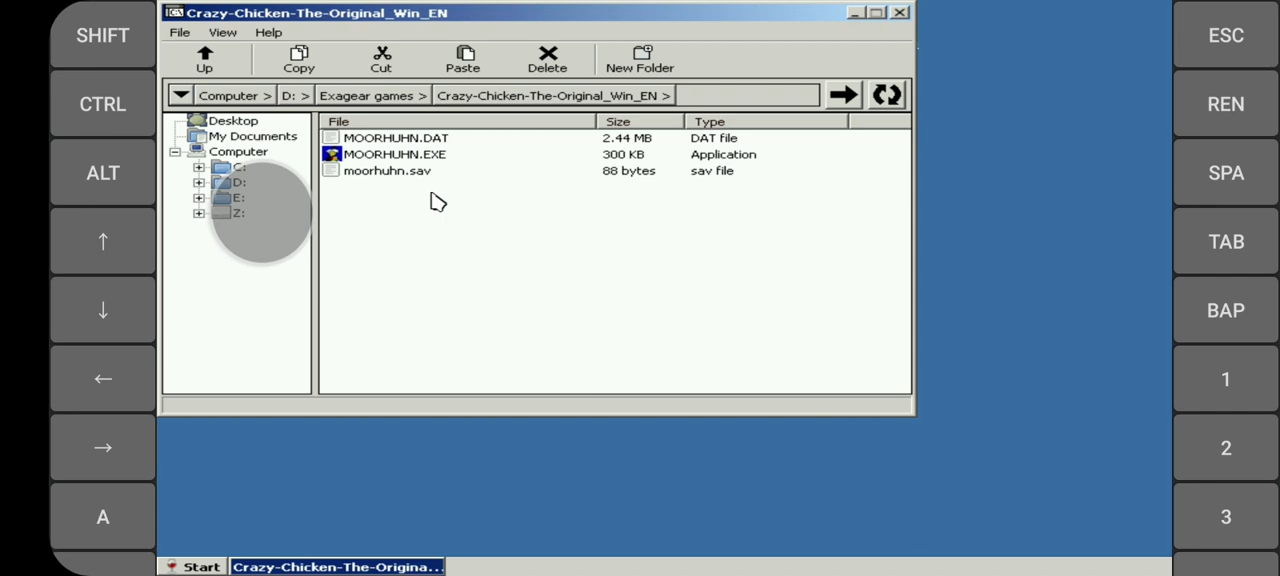 Crazy-Chicken-The-Original_Win_EN
File View Help
Up Copy Cut Paste Delete New Folder
Computer > D: > Exagear games > Crazy-Chicken-The-Original_Win_EN >
Desktop
My Documents
Computer
C:
D:
E:
Z:
File Size Type
MOORHUHN.DAT 2.44 MB DAT file
MOORHUHN.EXE 300 KB Application
moorhuhn.sav 88 bytes sav file
Start Crazy-Chicken-The-Origina...
SHIFT
CTRL
ALT
↑
↓
←
→
A
ESC
REN
SPA
TAB
BAP
1
2
3